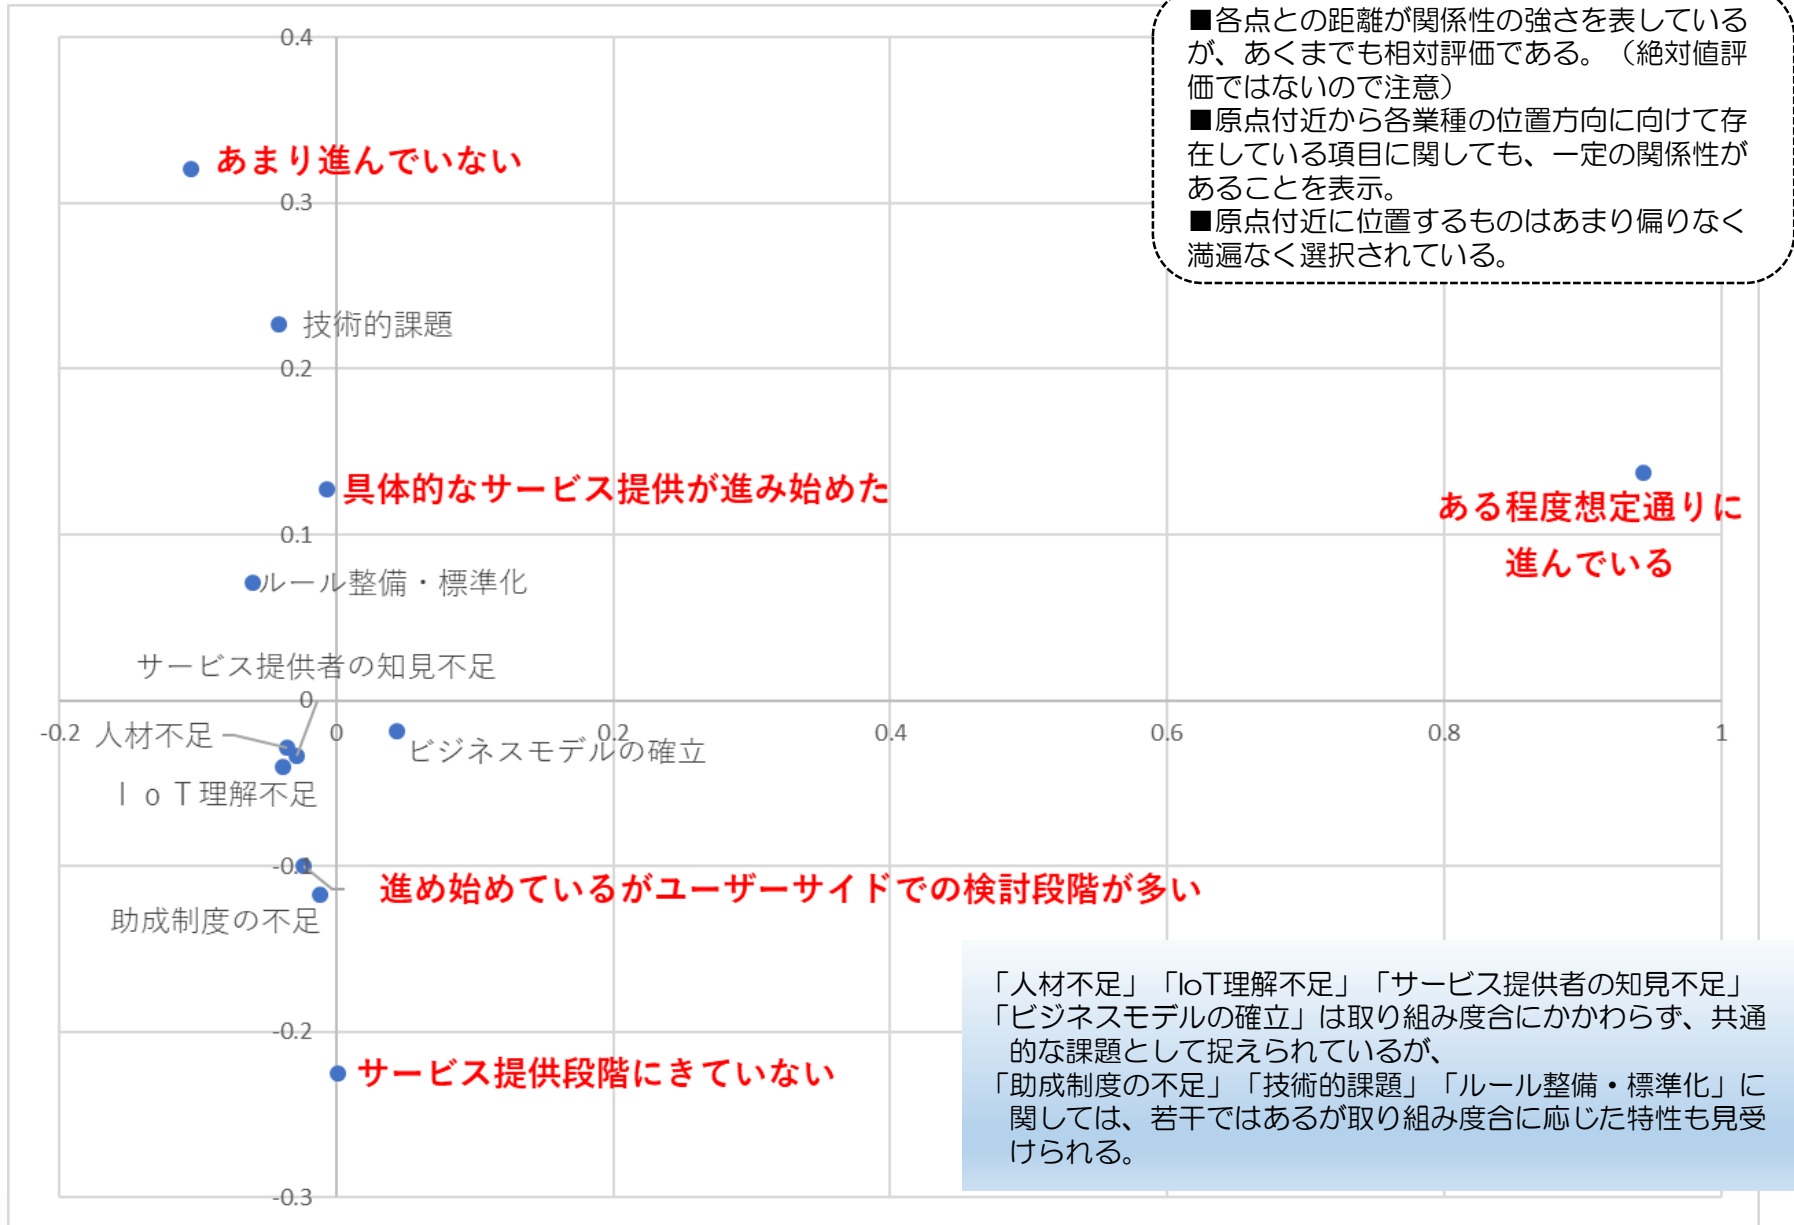 ■各点との距離が関係性の強さを表している
が、あくまでも相対評価である。（絶対値評
価ではないので注意）
■原点付近から各業種の位置方向に向けて存
在している項目に関しても、一定の関係性が
あることを表示。
■原点付近に位置するものはあまり偏りなく
満遍なく選択されている。
0.4
あまり進んでいない
0.3
技術的課題
0.2
具体的なサービス提供が進み始めた
ある程度想定通りに
進んでいる
0.1
ルール整備・標準化
サービス提供者の知見不足
0
-0.2
人材不足
0
0.2
0.4
0.6
0.8
1
ビジネスモデルの確立
ＩｏＴ理解不足
-0.1
進め始めているがユーザーサイドでの検討段階が多い
助成制度の不足
-0.2
サービス提供段階にきていない
-0.3
「人材不足」「IoT理解不足」「サービス提供者の知見不足」
「ビジネスモデルの確立」は取り組み度合にかかわらず、共通
的な課題として捉えられているが、
「助成制度の不足」「技術的課題」「ルール整備・標準化」に
関しては、若干ではあるが取り組み度合に応じた特性も見受
けられる。